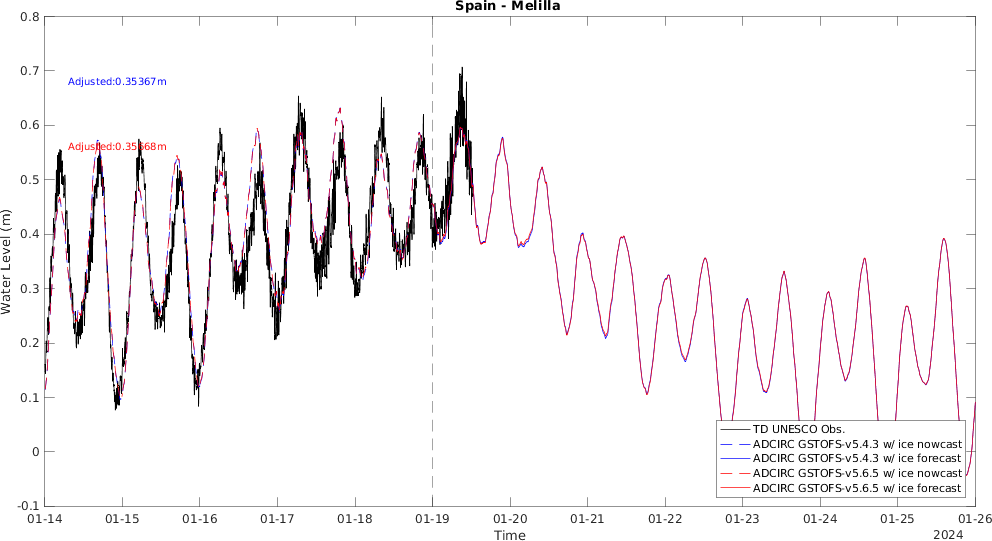 Spain - Melilla
0.8
0.7
0.6
0.5
0.4
0.3
0.2
0.1
0
-0.1
Water Level (m)
Adjusted:0.35367m
Adjusted:0.35668m
TD UNESCO Obs.
ADCIRC GSTOFS-v5.4.3 w/ ice nowcast
ADCIRC GSTOFS-v5.4.3 w/ ice forecast
ADCIRC GSTOFS-v5.6.5 w/ ice nowcast
ADCIRC GSTOFS-v5.6.5 w/ ice forecast
01-14 01-15 01-16 01-17 01-18 01-19 01-20 01-21 01-22 01-23 01-24 01-25 01-26
Time
2024